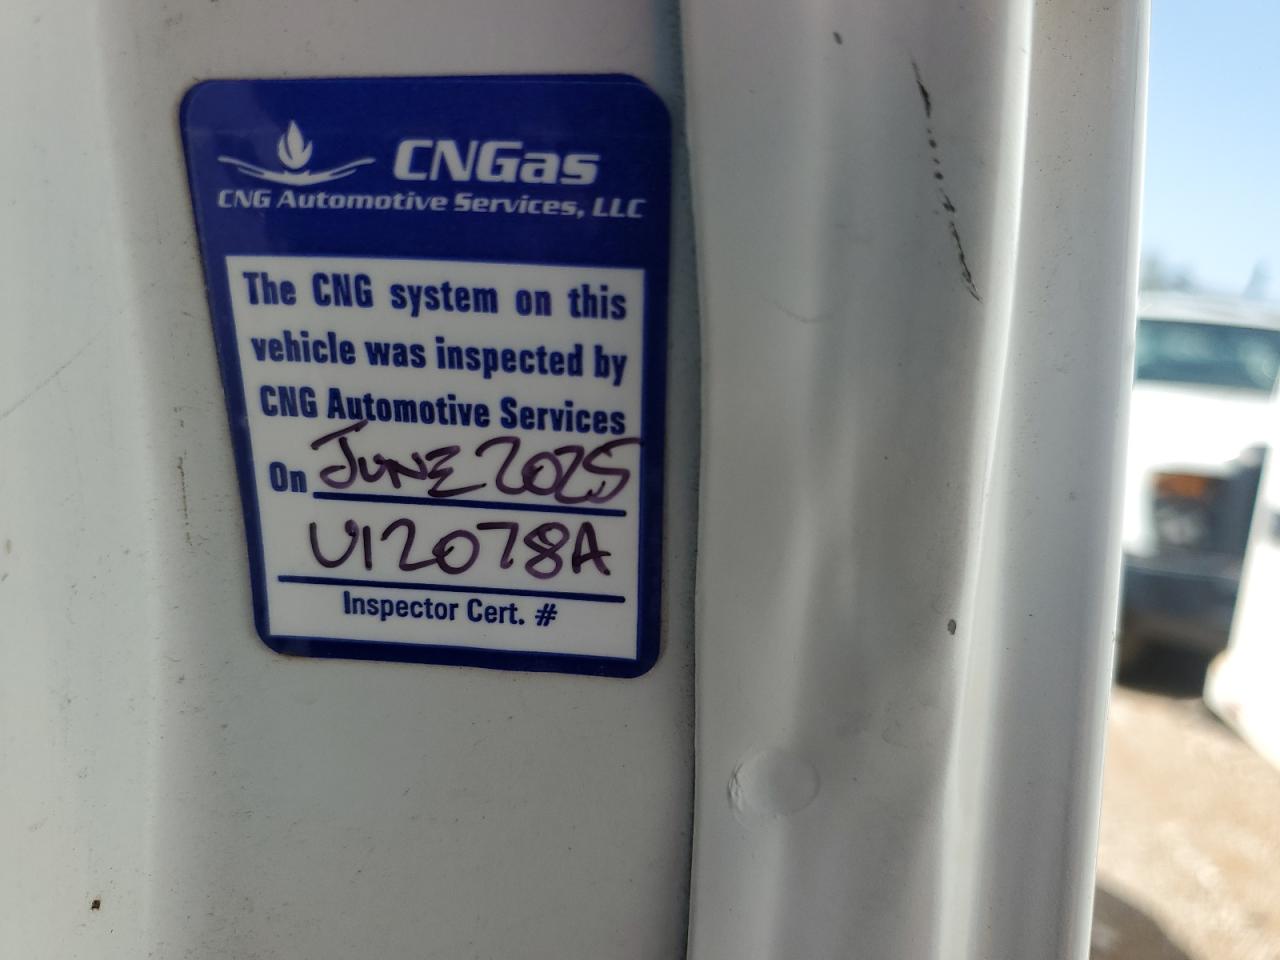 CNGas
CNG Automotive Services, LLC
The CNG system on this
vehicle was inspected by
CNG Automotive Services
On JUNE 2025
U12078A
Inspector Cert. #